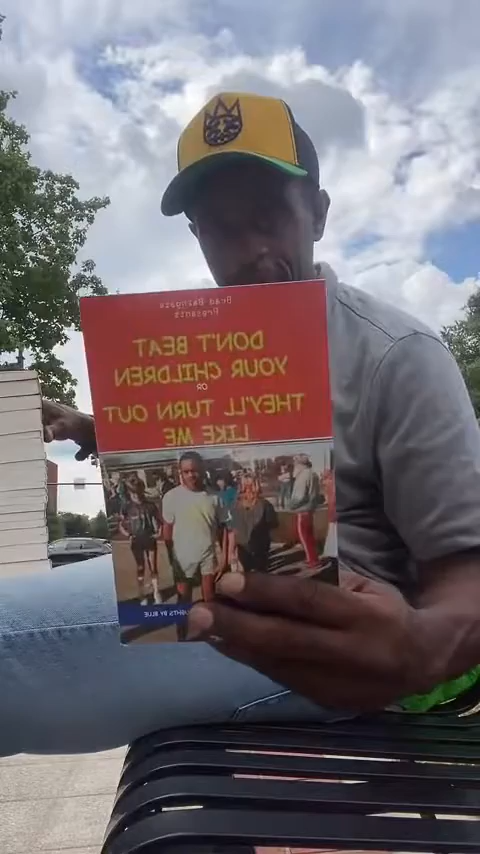 Presents
DON'T BEAT
YOUR CHILDREN
OR
THEY'LL TURN OUT
LIKE ME
BY BLUE